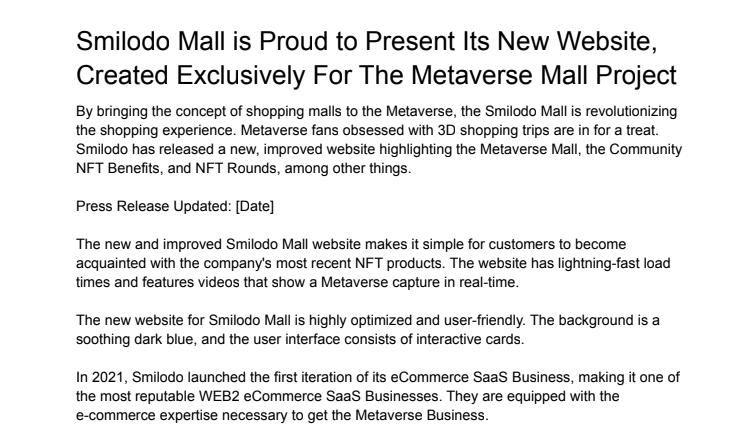 Smilodo Mall is Proud to Present Its New Website,
Created Exclusively For The Metaverse Mall Project
By bringing the concept of shopping malls to the Metaverse, the Smilodo Mall is revolutionizing
the shopping experience. Metaverse fans obsessed with 3D shopping trips are in for a treat.
Smilodo has released a new, improved website highlighting the Metaverse Mall, the Community
NFT Benefits, and NFT Rounds, among other things.
Press Release Updated: [Date]
The new and improved Smilodo Mall website makes it simple for customers to become
acquainted with the company's most recent NFT products. The website has lightning-fast load
times and features videos that show a Metaverse capture in real-time.
The new website for Smilodo Mall is highly optimized and user-friendly. The background is a
soothing dark blue, and the user interface consists of interactive cards.
In 2021, Smilodo launched the first iteration of its eCommerce SaaS Business, making it one of
the most reputable WEB2 eCommerce SaaS Businesses. They are equipped with the
e-commerce expertise necessary to get the Metaverse Business.